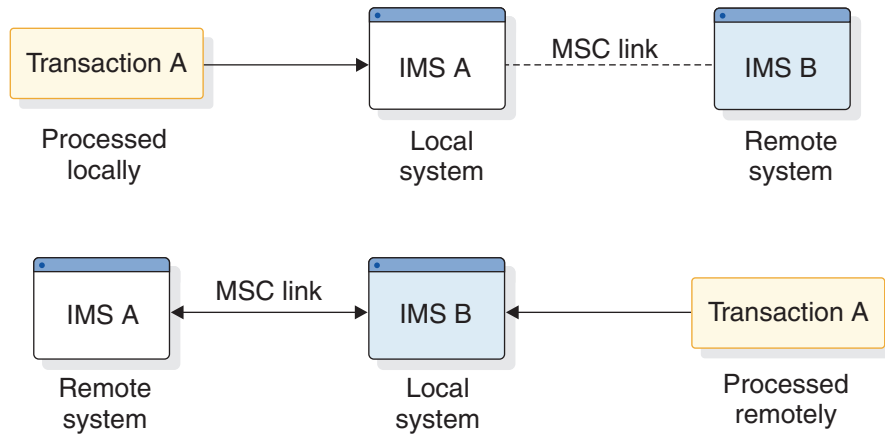 Transaction A
IMS A
MSC link
IMS B
Processed
locally
Local
system
Remote
system
IMS A
MSC link
IMS B
Transaction A
Remote
system
Local
system
Processed
remotely